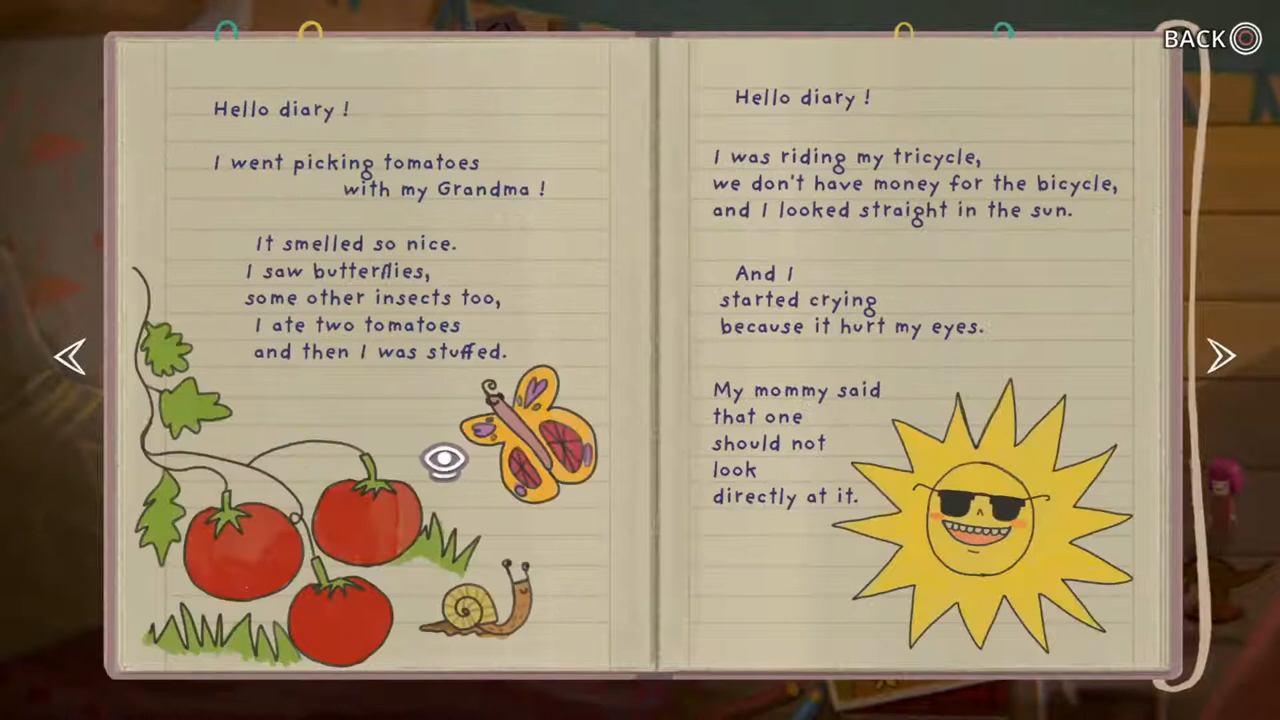 BACK
Hello diary !
I went picking tomatoes
with my Grandma !
It smelled so nice.
I saw butterflies,
some other insects too,
I ate two tomatoes
and then I was stuffed.
Hello diary !
I was riding my tricycle,
we don't have money for the bicycle,
and I looked straight in the sun.
And I
started crying
because it hurt my eyes.
My mommy said
that one
should not
look
directly at it.